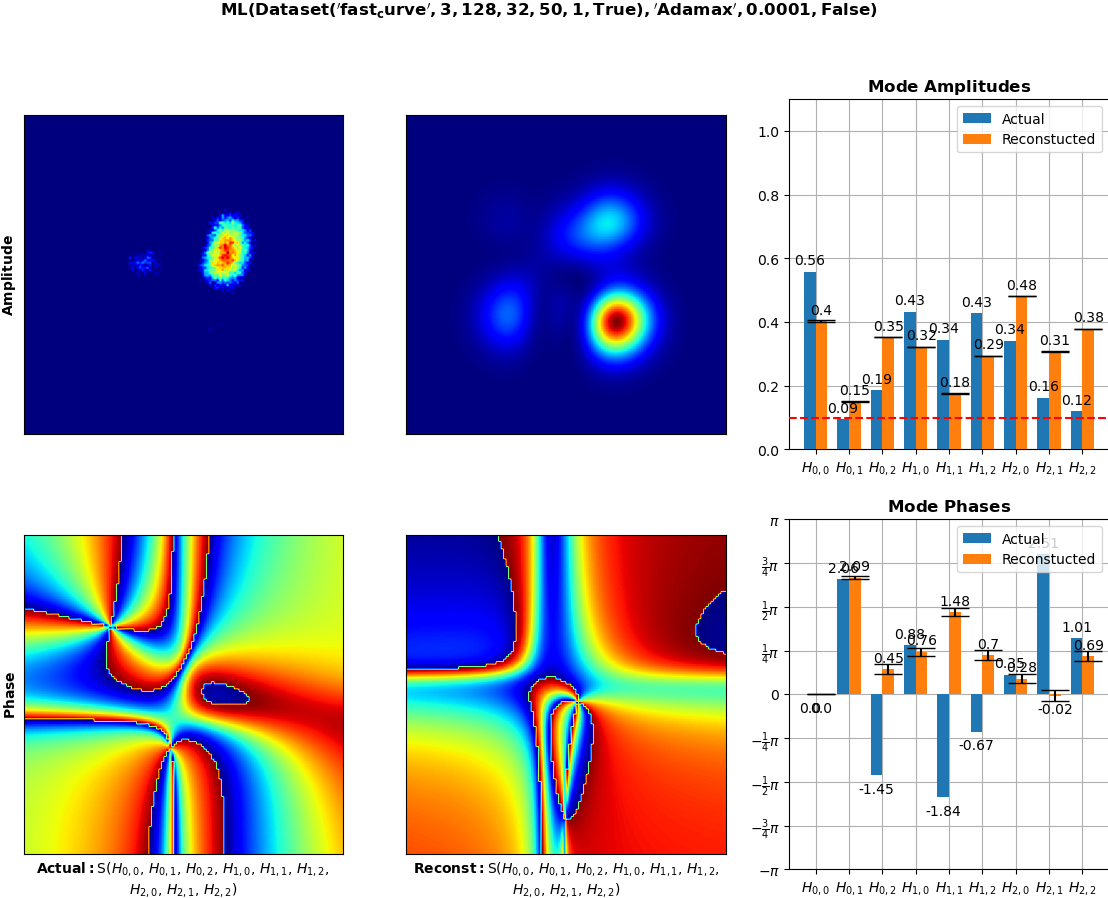 ML(Dataset('fast_curve', 3, 128, 32, 50, 1, True), 'Adamax', 0.0001, False)
Amplitude
Mode Amplitudes
Actual
Reconstucted
1.0
0.8
0.6
0.4
0.2
0.0
0.56
0.4
0.09
0.15
0.19
0.35
0.43
0.32
0.34
0.18
0.43
0.29
0.34
0.48
0.16
0.31
0.12
0.38
H0,0 H0,1 H0,2 H1,0 H1,1 H1,2 H2,0 H2,1 H2,2
Phase
Actual: S(H0,0, H0,1, H0,2, H1,0, H1,1, H1,2,
H2,0, H2,1, H2,2)
Reconst: S(H0,0, H0,1, H0,2, H1,0, H1,1, H1,2,
H2,0, H2,1, H2,2)
Mode Phases
Actual
Reconstucted
π
3/4π
1/2π
1/4π
0
−1/4π
−1/2π
−3/4π
−π
0.0
0.0
2.09
-1.45
0.45
0.88
0.76
-1.84
1.48
-0.67
0.7
0.35
0.28
2.51
-0.02
1.01
0.69
H0,0 H0,1 H0,2 H1,0 H1,1 H1,2 H2,0 H2,1 H2,2